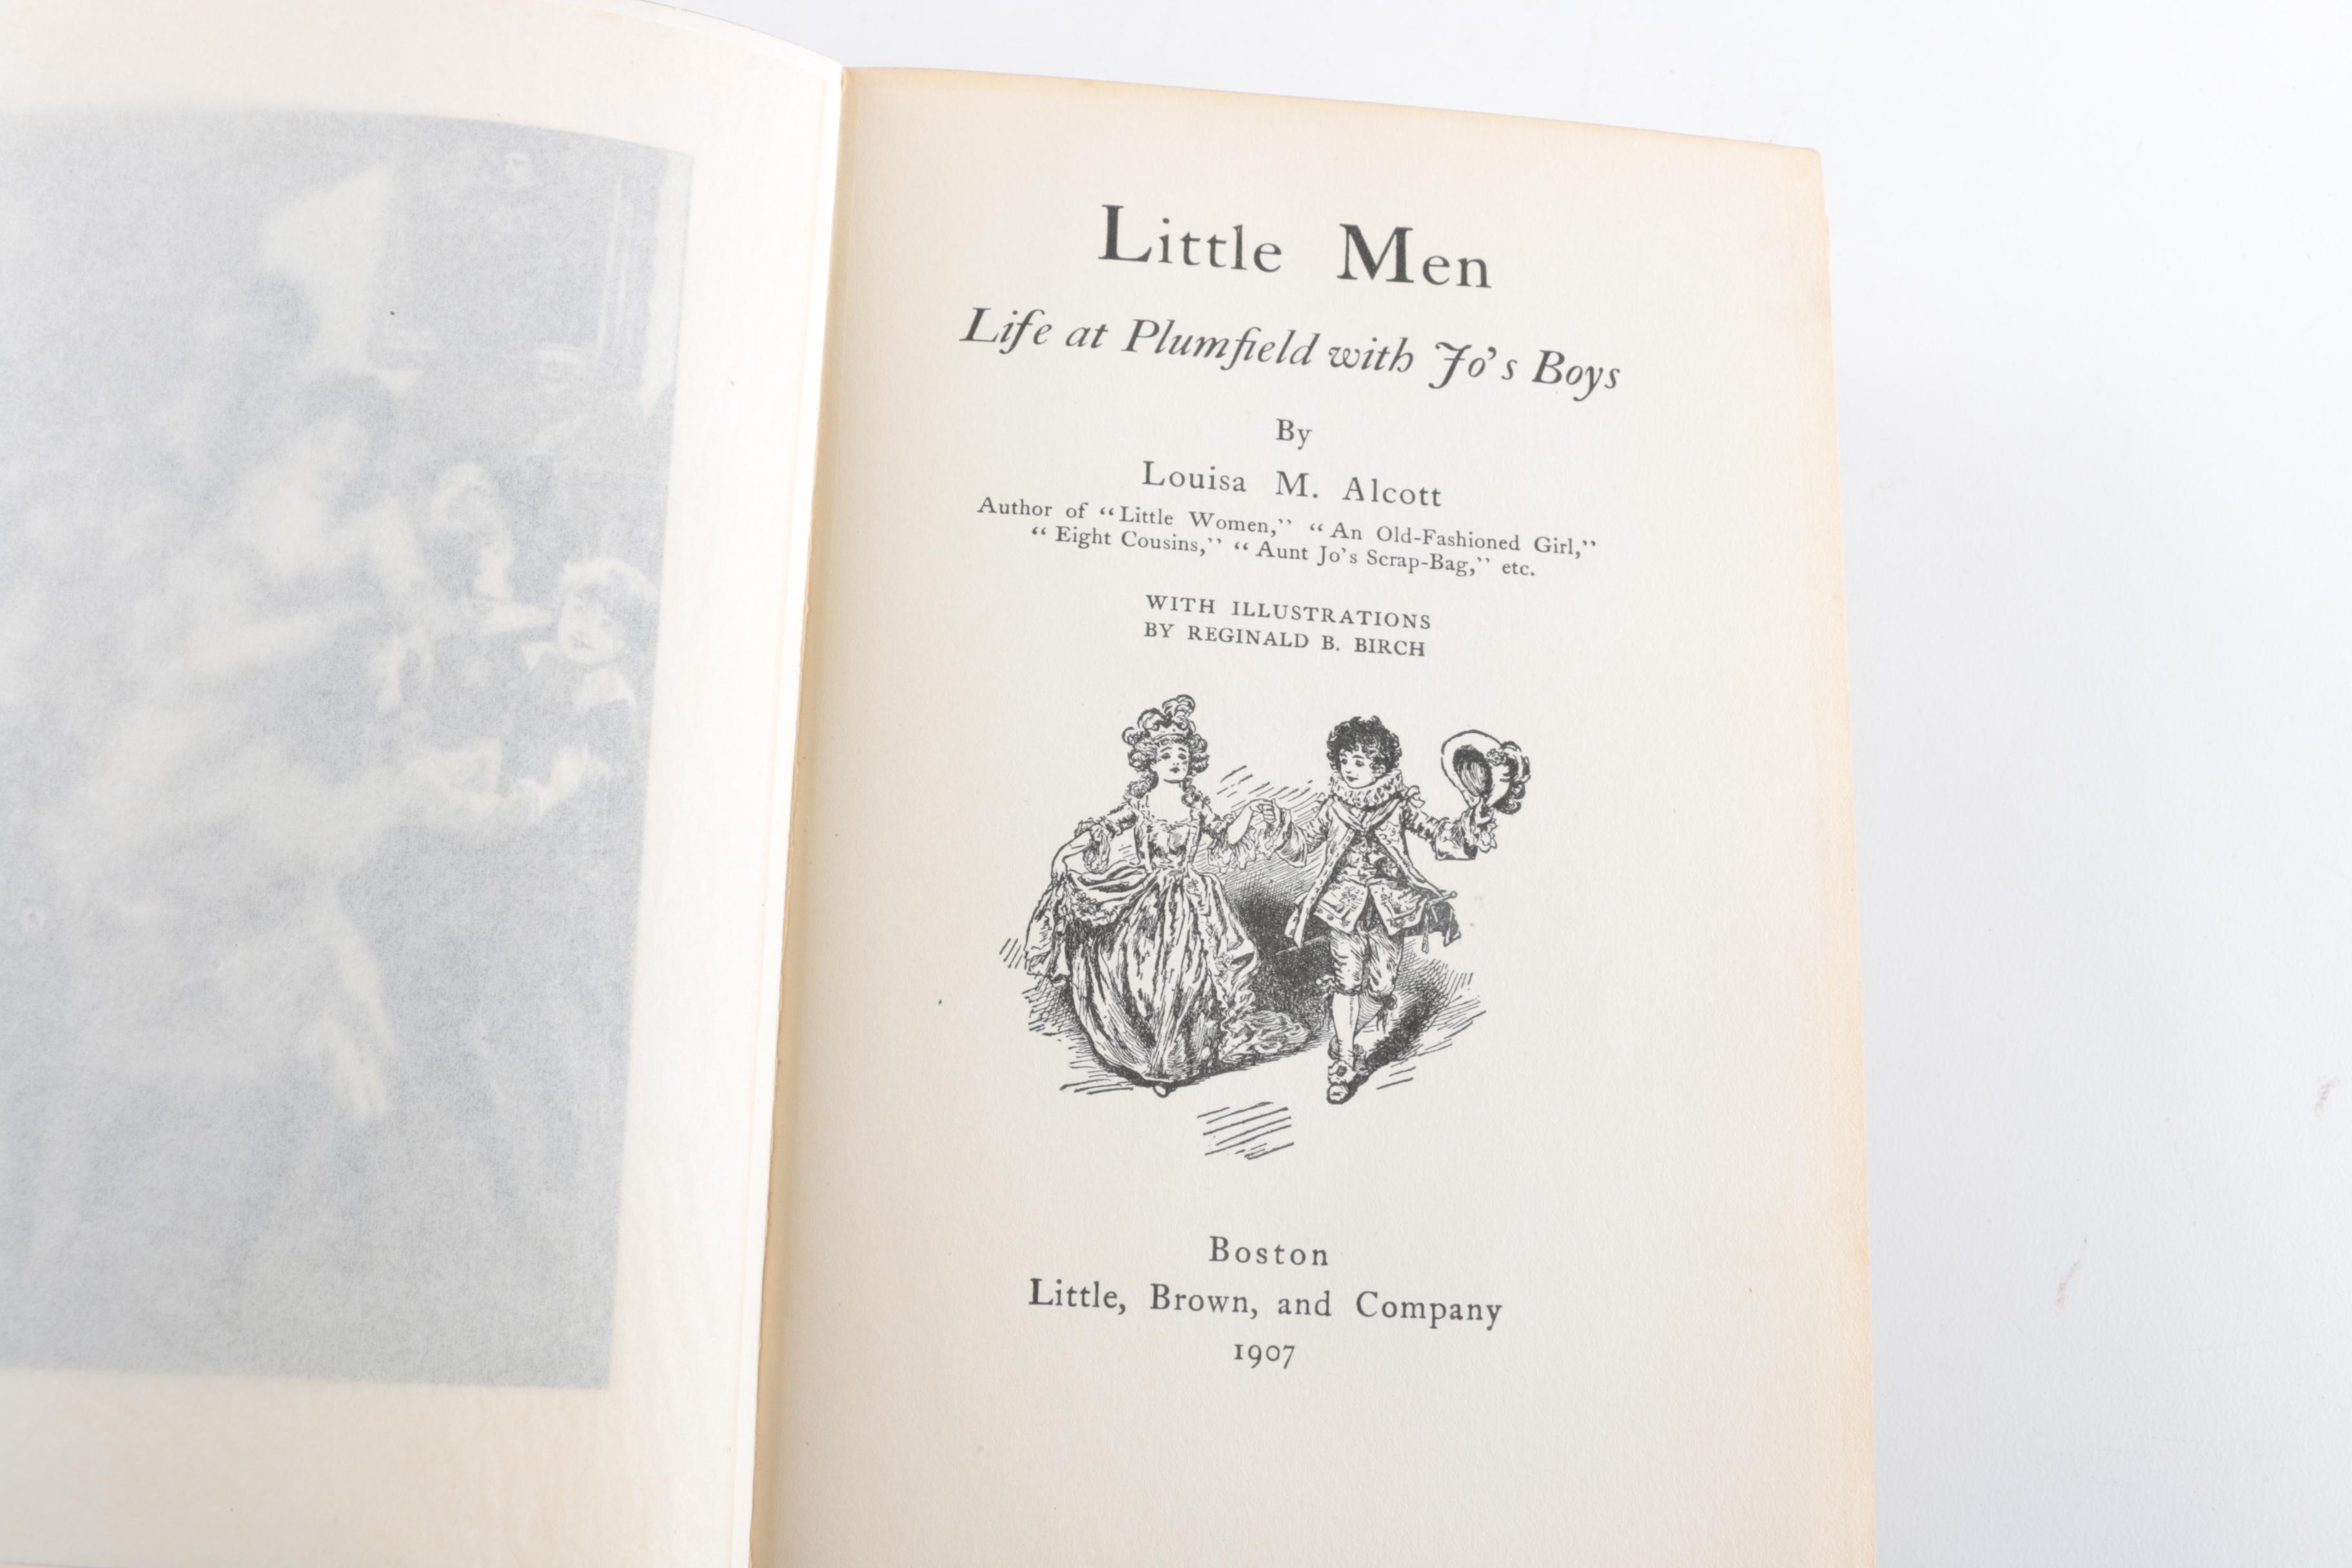 Little Men
Life at Plumfield with Jo's Boys
By
Louisa M. Alcott
Author of "Little Women," "An Old-Fashioned Girl,"
"Eight Cousins," "Aunt Jo's Scrap-Bag," etc.
WITH ILLUSTRATIONS
BY REGINALD B. BIRCH
Boston
Little, Brown, and Company
1907